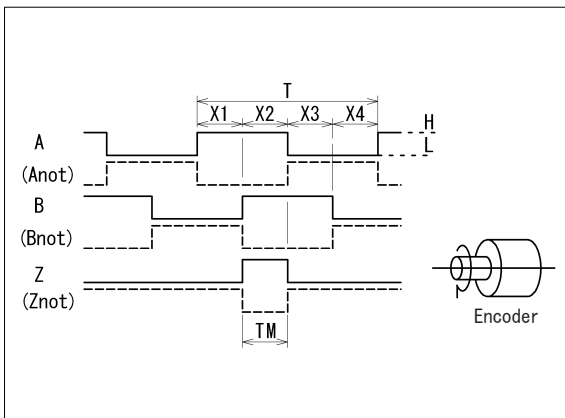 T
X1 X2 X3 X4
A
H
L
(Anot)
B
(Bnot)
Z
(Znot)
TM
Encoder